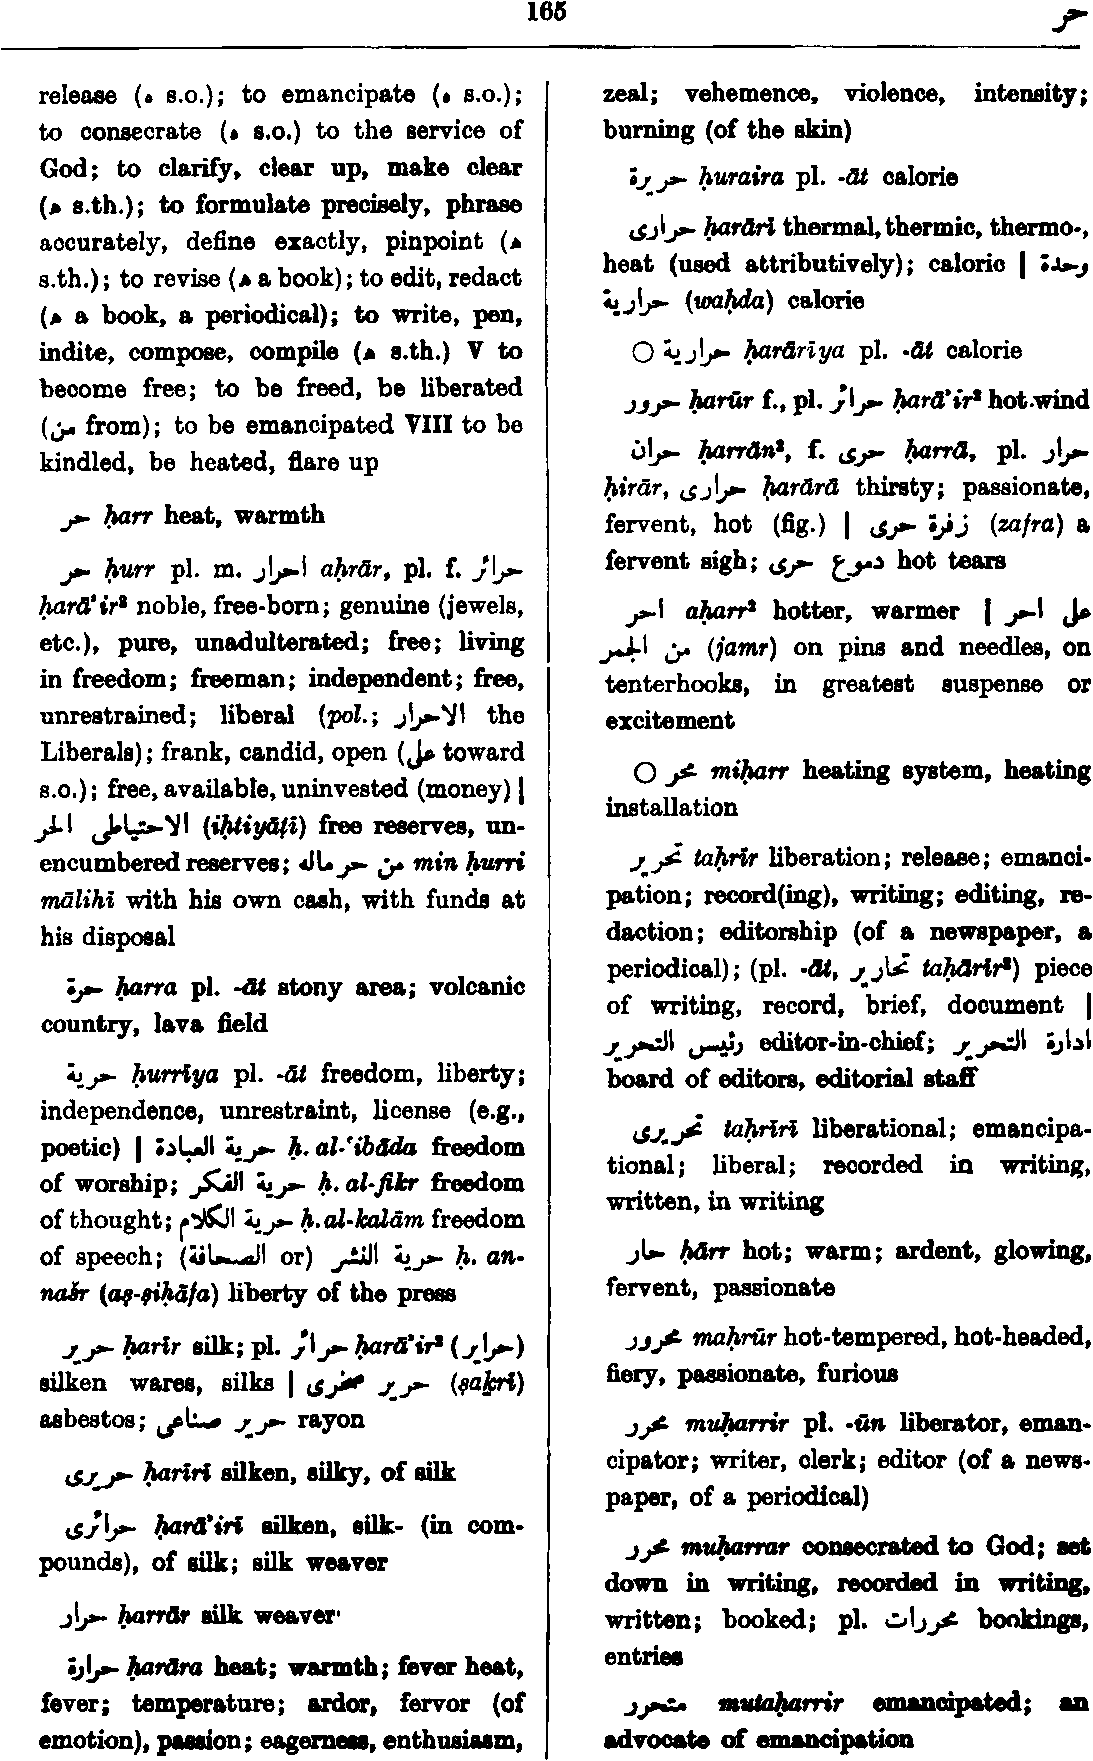 165
حر
release (ه s.o.); to emancipate (ه s.o.);
to consecrate (ه s.o.) to the service of
God; to clarify, clear up, make clear
(ﻫ s.th.); to formulate precisely, phrase
accurately, define exactly, pinpoint (ﻫ
s.th.); to revise (ﻫ a book); to edit, redact
(ﻫ a book, a periodical); to write, pen,
indite, compose, compile (ﻫ s.th.) V to
become free; to be freed, be liberated
(من from); to be emancipated VIII to be
kindled, be heated, flare up
حر ḥarr heat, warmth
حر ḥurr pl. m. احرار aḥrār, pl. f. حرائر
ḥarā'ir² noble, free-born; genuine (jewels,
etc.), pure, unadulterated; free; living
in freedom; freeman; independent; free,
unrestrained; liberal (pol.; الاحرار the
Liberals); frank, candid, open (على toward
s.o.); free, available, uninvested (money) |
الاحتياطى الحر (iḥtiyāṭī) free reserves, un-
encumbered reserves; من حر ماله min ḥurri
mālihī with his own cash, with funds at
his disposal
حرة ḥarra pl. -āt stony area; volcanic
country, lava field
حرية ḥurrīya pl. -āt freedom, liberty;
independence, unrestraint, license (e.g.,
poetic) | حرية العبادة ḥ. al-‘ibāda freedom
of worship; حرية الفكر ḥ. al-fikr freedom
of thought; حرية الكلام ḥ. al-kalām freedom
of speech; حرية النشر (or الصحافة) ḥ. an-
našr (aṣ-ṣiḥāfa) liberty of the press
حرير ḥarīr silk; pl. حرائر ḥarā'ir² (حراير)
silken wares, silks | حرير صخرى (ṣaḵrī)
asbestos; حرير صناعى rayon
حريرى ḥarīrī silken, silky, of silk
حرائرى ḥarā'irī silken, silk- (in com-
pounds), of silk; silk weaver
حرار ḥarrār silk weaver
حرارة ḥarāra heat; warmth; fever heat,
fever; temperature; ardor, fervor (of
emotion), passion; eagerness, enthusiasm,
zeal; vehemence, violence, intensity;
burning (of the skin)
حريرة ḥuraira pl. -āt calorie
حرارى ḥarārī thermal, thermic, thermo-,
heat (used attributively); caloric | وحدة
حرارية (waḥda) calorie
○ حرارية ḥarārīya pl. -āt calorie
حرور ḥarūr f., pl. حرائر ḥarā'ir² hot wind
حران ḥarrān², f. حرى ḥarrā, pl. حرار
ḥirār, حرارى ḥarārā thirsty; passionate,
fervent, hot (fig.) | زفرة حرى (zafra) a
fervent sigh; دموع حرى hot tears
احر aḥarr² hotter, warmer | على احر
من الجمر (jamr) on pins and needles, on
tenterhooks, in greatest suspense or
excitement
○ محر miḥarr heating system, heating
installation
تحرير taḥrīr liberation; release; emanci-
pation; record(ing), writing; editing, re-
daction; editorship (of a newspaper, a
periodical); (pl. -āt, تحارير taḥārīr²) piece
of writing, record, brief, document |
رئيس التحرير editor-in-chief; ادارة التحرير
board of editors, editorial staff
تحريرى taḥrīrī liberational; emancipa-
tional; liberal; recorded in writing,
written, in writing
حار ḥārr hot; warm; ardent, glowing,
fervent, passionate
محرور maḥrūr hot-tempered, hot-headed,
fiery, passionate, furious
محرر muḥarrir pl. -ūn liberator, eman-
cipator; writer, clerk; editor (of a news-
paper, of a periodical)
محرر muḥarrar consecrated to God; set
down in writing, recorded in writing,
written; booked; pl. محررات bookings,
entries
متحرر mutaḥarrir emancipated; an
advocate of emancipation